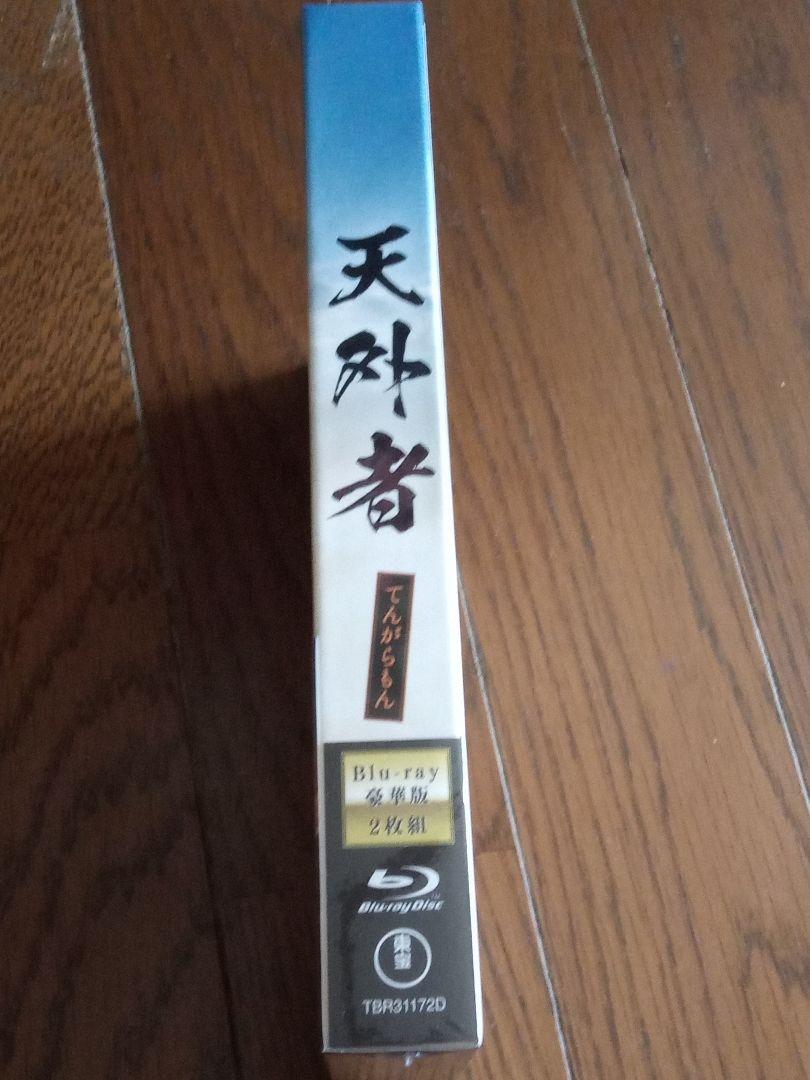 天外者
てんがらもん
Blu-ray
豪華版
2枚組
Blu-ray Disc
東宝
TBR31172D